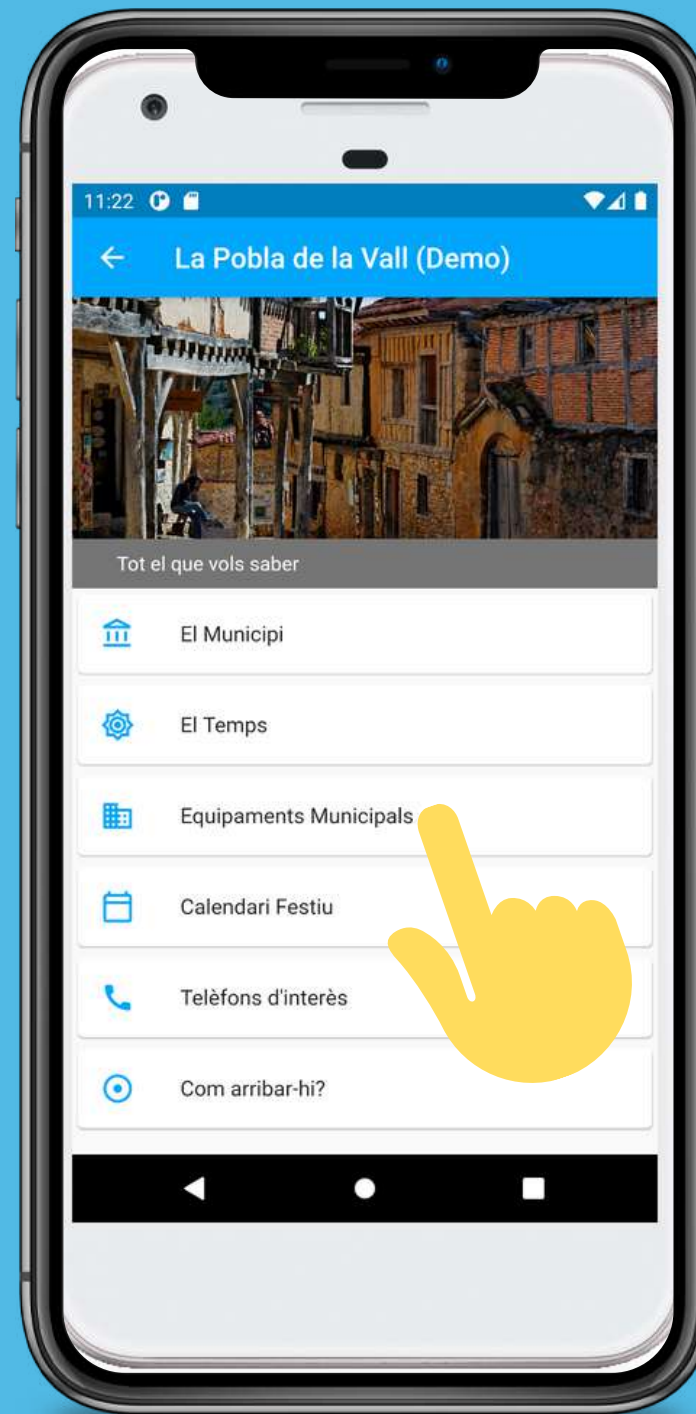 11:22
La Pobla de la Vall (Demo)
Tot el que vols saber
El Municipi
El Temps
Equipaments Municipals
Calendari Festiu
Telèfons d'interès
Com arribar-hi?